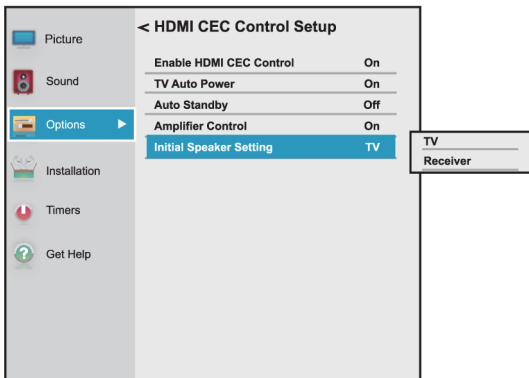 < HDMI CEC Control Setup
Picture
Sound
Options
Installation
Timers
Get Help
Enable HDMI CEC Control On
TV Auto Power On
Auto Standby Off
Amplifier Control On
Initial Speaker Setting TV
TV
Receiver